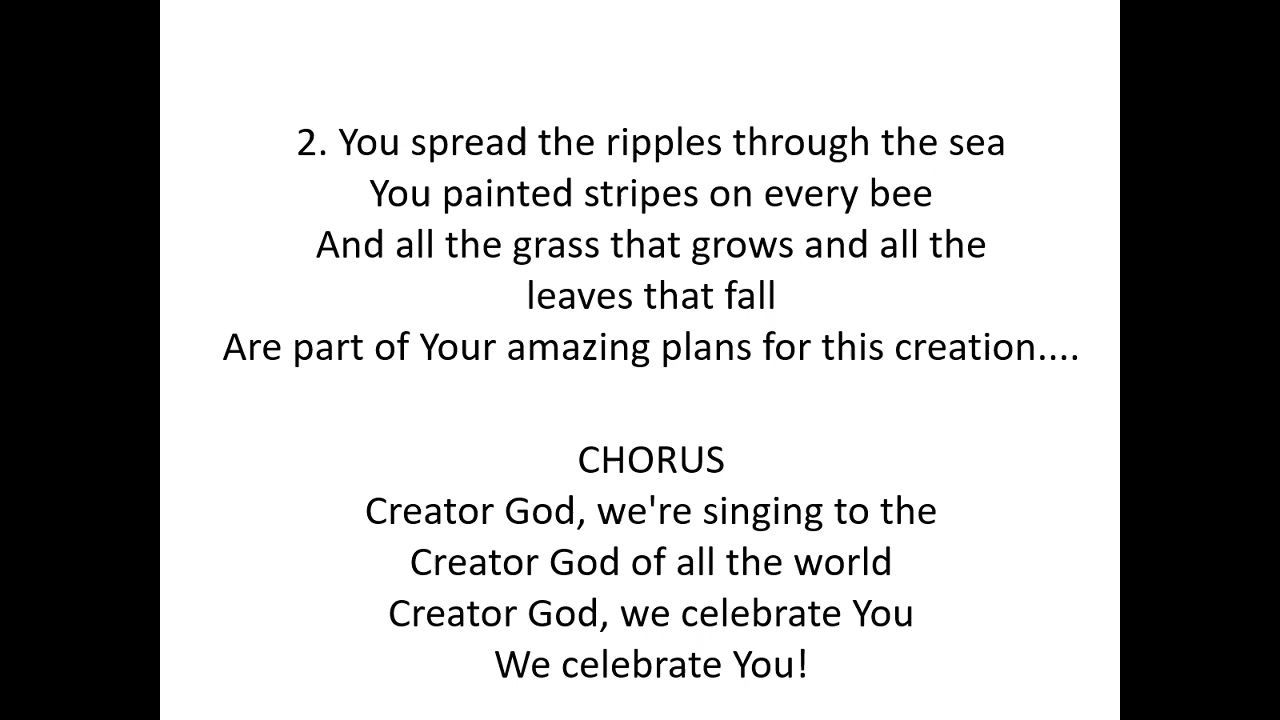 2. You spread the ripples through the sea
You painted stripes on every bee
And all the grass that grows and all the
leaves that fall
Are part of Your amazing plans for this creation....
CHORUS
Creator God, we're singing to the
Creator God of all the world
Creator God, we celebrate You
We celebrate You!